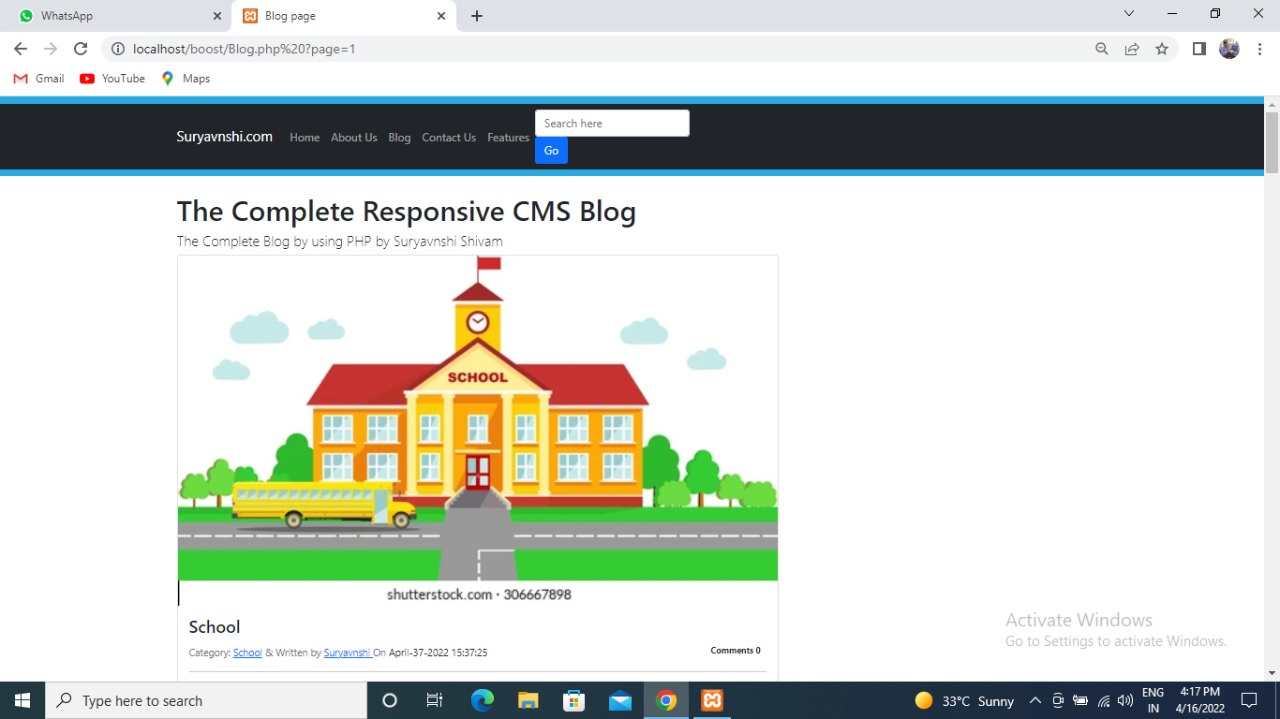 WhatsApp
Blog page
localhost/boost/Blog.php%20?page=1
Gmail YouTube Maps
Suryavnshi.com Home About Us Blog Contact Us Features Search here
Go
The Complete Responsive CMS Blog
The Complete Blog by using PHP by Suryavnshi Shivam
SCHOOL
shutterstock.com · 306667898
School
Category: School & Written by Suryavnshi On April-37-2022 15:37:25
Comments 0
Activate Windows
Go to Settings to activate Windows.
Type here to search
33°C Sunny
ENG
IN
4:17 PM
4/16/2022